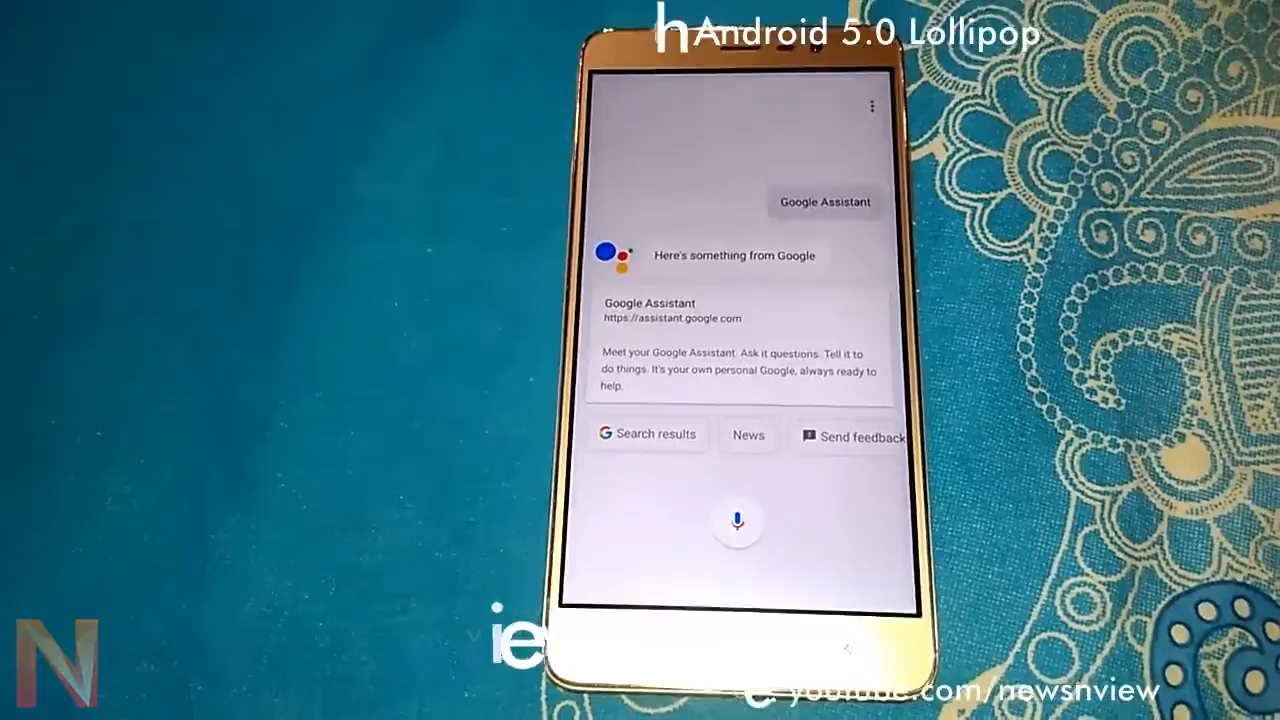 h Android 5.0 Lollipop
Google Assistant
Here's something from Google
Google Assistant
https://assistant.google.com
Meet your Google Assistant. Ask it questions. Tell it to
do things. It's your own personal Google, always ready to
help.
G Search results News Send feedback
ie
e: youtube.com/newsnview
N